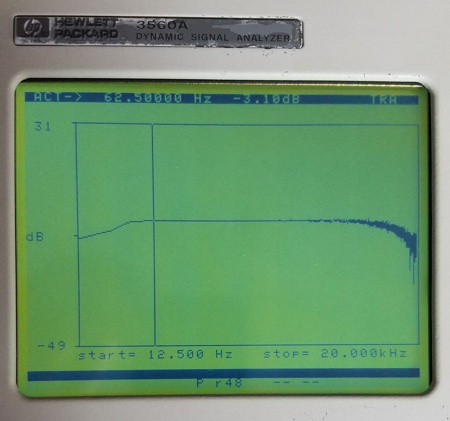 hp HEWLETT PACKARD
3560A
DYNAMIC SIGNAL ANALYZER
ACT-> 62.50000 Hz -3.10dB TRA
31
dB
-49
start= 12.500 Hz stop= 20.000kHz
r48 -- --